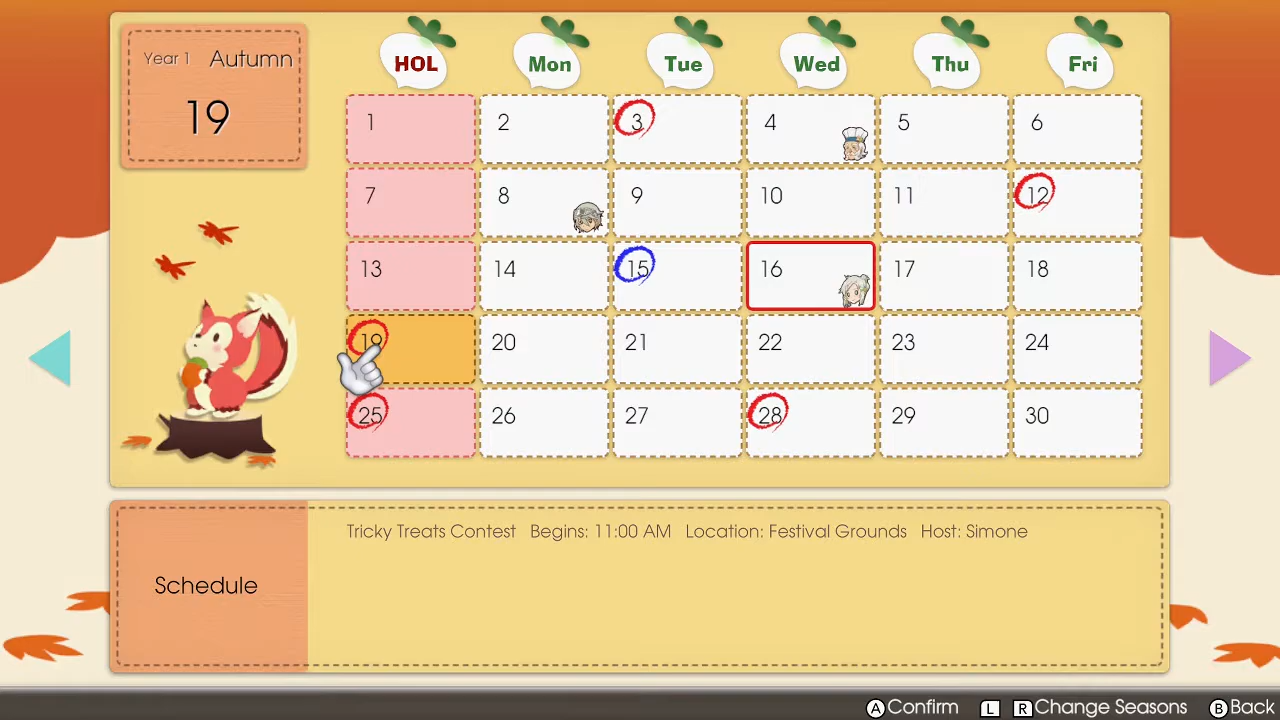 Year 1 Autumn
19
HOL Mon Tue Wed Thu Fri
1 2 3 4 5 6
7 8 9 10 11 12
13 14 15 16 17 18
19 20 21 22 23 24
25 26 27 28 29 30
Schedule
Tricky Treats Contest Begins: 11:00 AM Location: Festival Grounds Host: Simone
A Confirm L R Change Seasons B Back